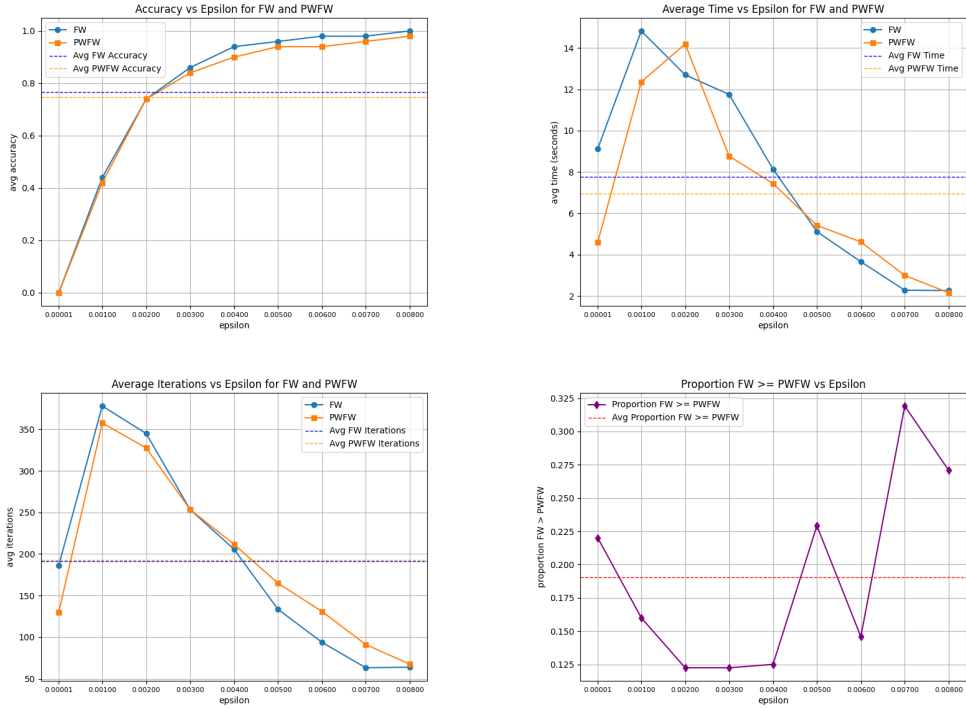 Accuracy vs Epsilon for FW and PWFW
FW
PWFW
Avg FW Accuracy
Avg PWFW Accuracy
avg accuracy
1.0
0.8
0.6
0.4
0.2
0.0
0.00001 0.00100 0.00200 0.00300 0.00400 0.00500 0.00600 0.00700 0.00800
epsilon
Average Time vs Epsilon for FW and PWFW
FW
PWFW
Avg FW Time
Avg PWFW Time
avg time (seconds)
14
12
10
8
6
4
2
0.00001 0.00100 0.00200 0.00300 0.00400 0.00500 0.00600 0.00700 0.00800
epsilon
Average Iterations vs Epsilon for FW and PWFW
FW
PWFW
Avg FW Iterations
Avg PWFW Iterations
avg iterations
350
300
250
200
150
100
50
0.00001 0.00100 0.00200 0.00300 0.00400 0.00500 0.00600 0.00700 0.00800
epsilon
Proportion FW >= PWFW vs Epsilon
Proportion FW >= PWFW
Avg Proportion FW >= PWFW
proportion FW > PWFW
0.325
0.300
0.275
0.250
0.225
0.200
0.175
0.150
0.125
0.00001 0.00100 0.00200 0.00300 0.00400 0.00500 0.00600 0.00700 0.00800
epsilon